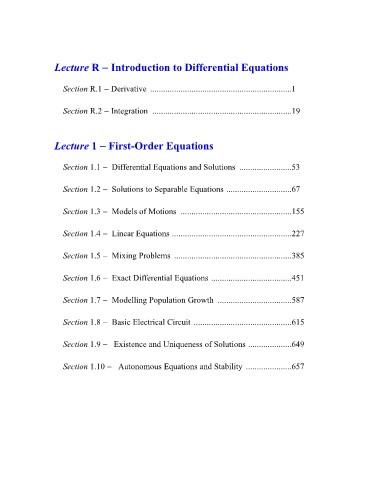 Lecture R – Introduction to Differential Equations
Section R.1 – Derivative ................................................................1
Section R.2 – Integration ................................................................19
Lecture 1 – First-Order Equations
Section 1.1 – Differential Equations and Solutions ........................53
Section 1.2 – Solutions to Separable Equations ..............................67
Section 1.3 – Models of Motions ...................................................155
Section 1.4 – Linear Equations .......................................................227
Section 1.5 – Mixing Problems ......................................................385
Section 1.6 – Exact Differential Equations .....................................451
Section 1.7 – Modelling Population Growth ..................................587
Section 1.8 – Basic Electrical Circuit .............................................615
Section 1.9 – Existence and Uniqueness of Solutions ....................649
Section 1.10 – Autonomous Equations and Stability .....................657